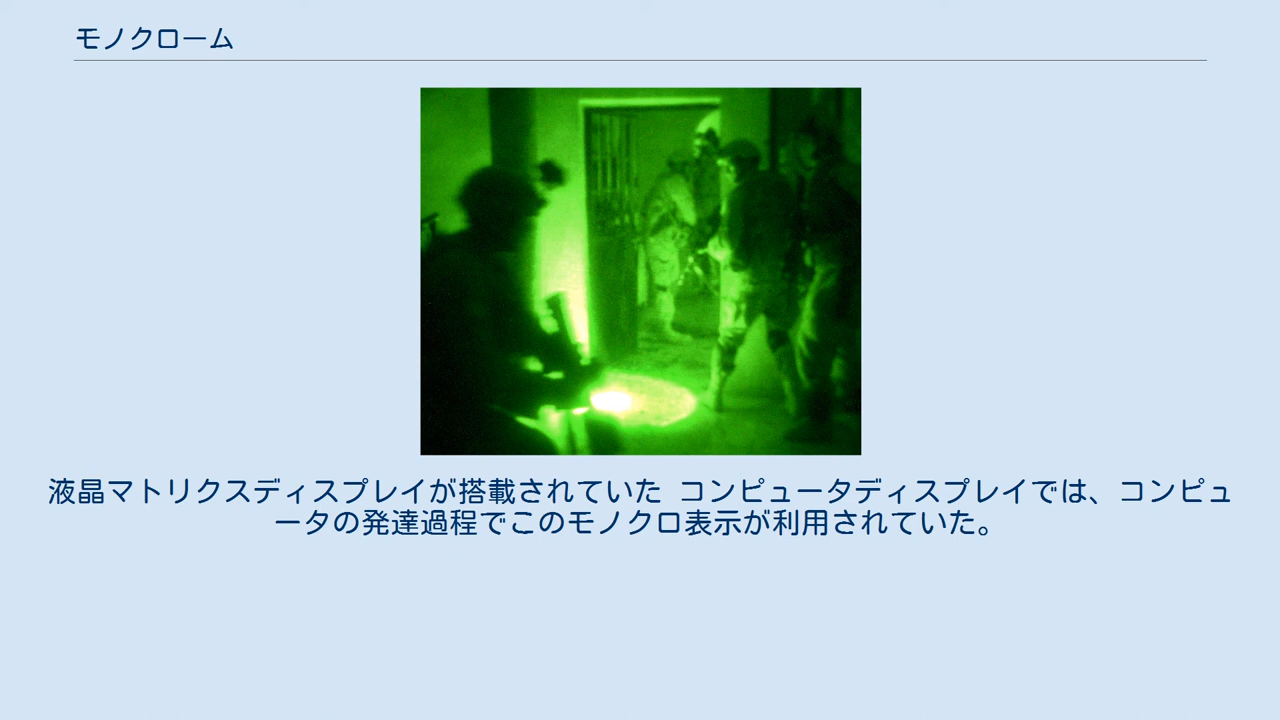 モノクローム
液晶マトリクスディスプレイが搭載されていた コンピュータディスプレイでは、コンピュ
ータの発達過程でこのモノクロ表示が利用されていた。